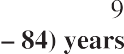 9
– 84) years